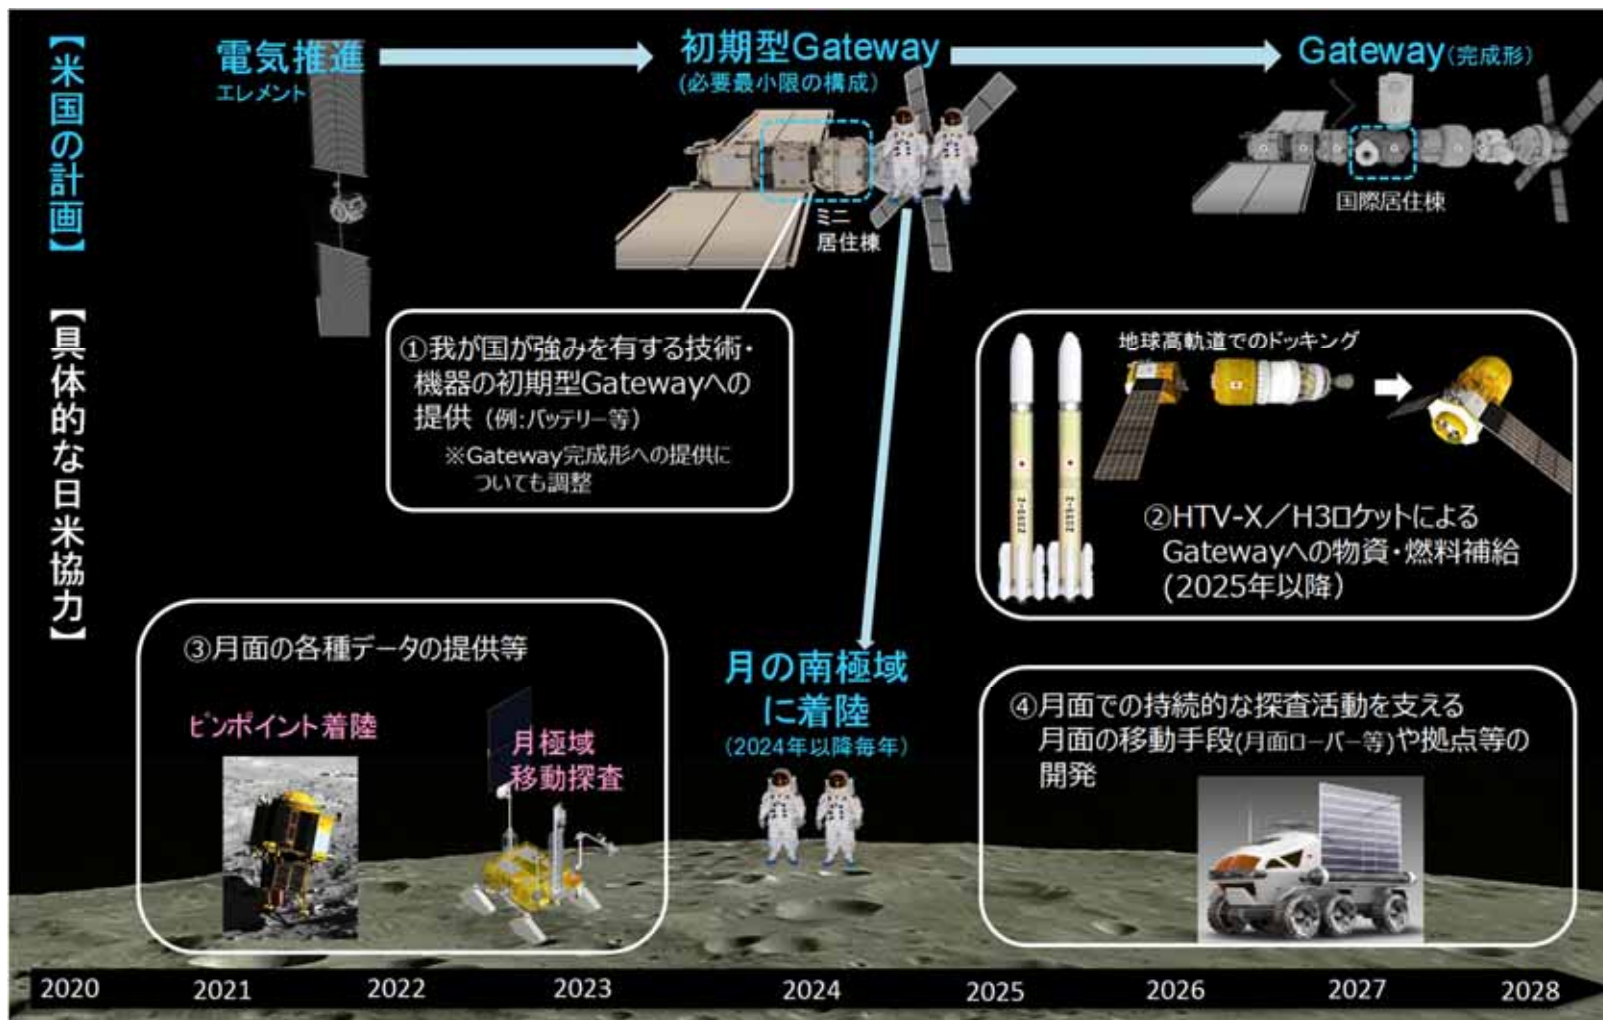 【米国の計画】
電気推進
エレメント
初期型Gateway
(必要最小限の構成)
Gateway(完成形)
ミニ
居住棟
国際居住棟
【具体的な日米協力】
①我が国が強みを有する技術・
機器の初期型Gatewayへの
提供(例:バッテリー等)
※Gateway完成形への提供に
ついても調整
地球高軌道でのドッキング
②HTV-X/H3ロケットによる
Gatewayへの物資・燃料補給
(2025年以降)
③月面の各種データの提供等
ピンポイント着陸
月極域
移動探査
月の南極域
に着陸
(2024年以降毎年)
④月面での持続的な探査活動を支える
月面の移動手段(月面ローバー等)や拠点等の
開発
2020 2021 2022 2023 2024 2025 2026 2027 2028